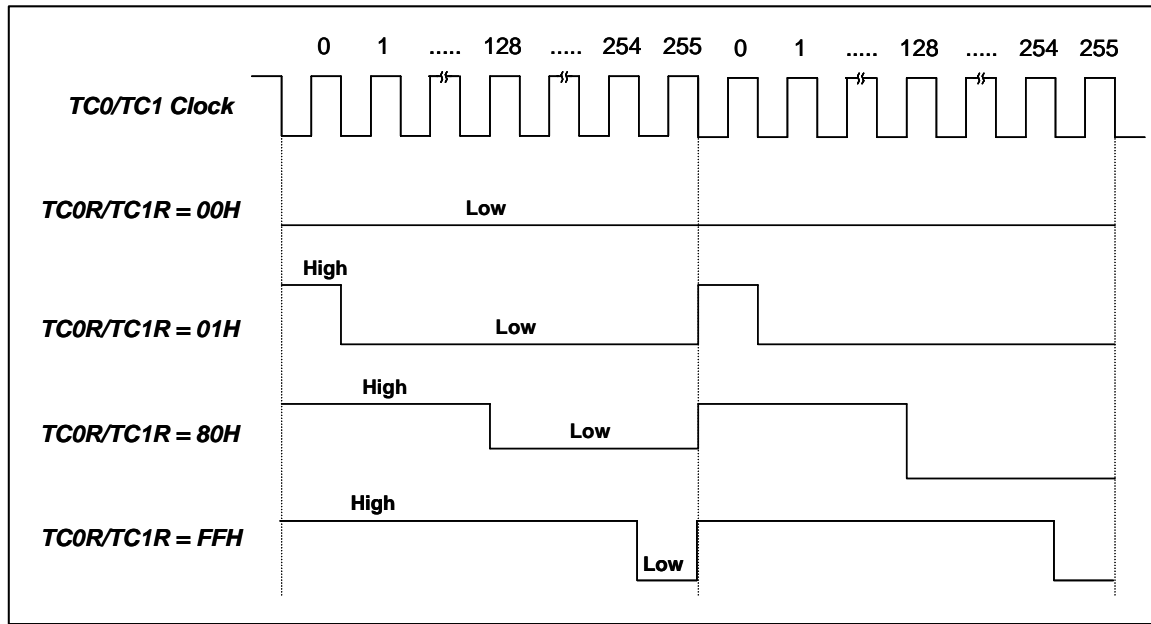 0 1 ..... 128 ..... 254 255 0 1 ..... 128 ..... 254 255
TC0/TC1 Clock
TC0R/TC1R = 00H
Low
High
TC0R/TC1R = 01H
Low
High
TC0R/TC1R = 80H
Low
High
TC0R/TC1R = FFH
Low